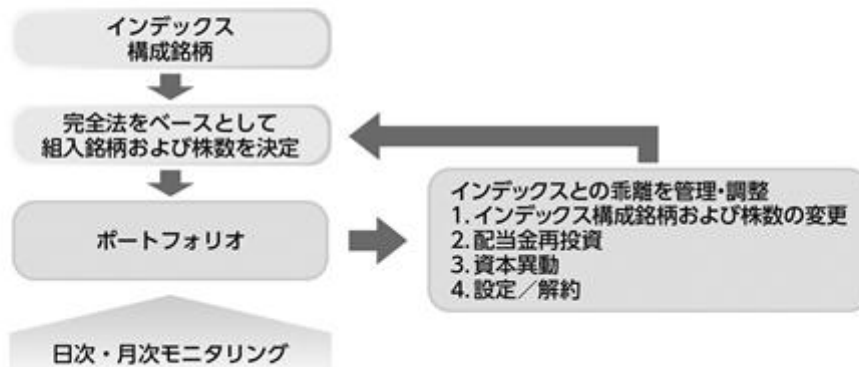 インデックス
構成銘柄
完全法をベースとして
組入銘柄および株数を決定
ポートフォリオ
インデックスとの乖離を管理・調整
1.インデックス構成銘柄および株数の変更
2.配当金再投資
3.資本異動
4.設定／解約
日次・月次モニタリング